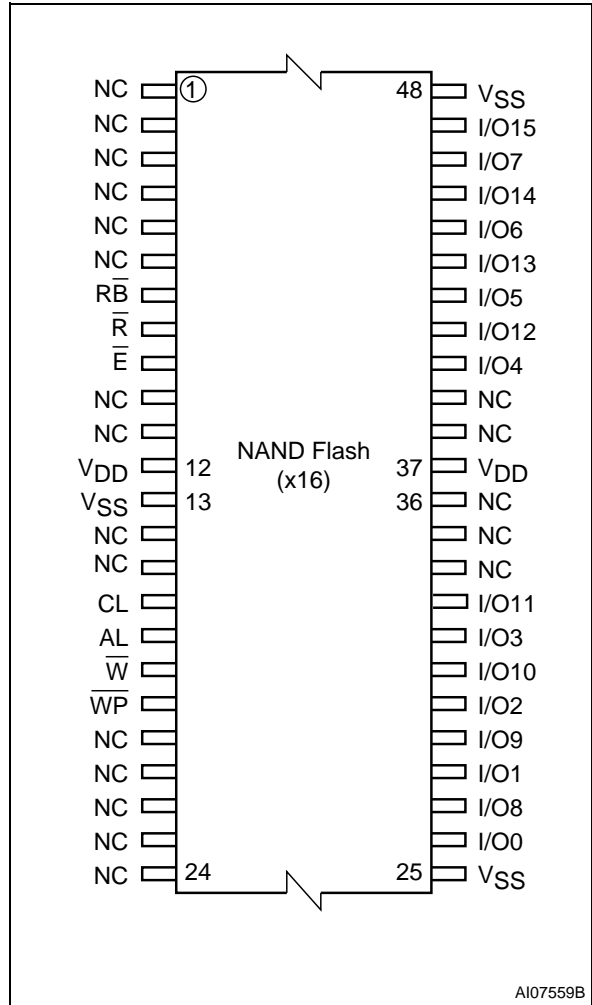 NC ① 48 VSS
NC I/O15
NC I/O7
NC I/O14
NC I/O6
NC I/O13
RB̅ I/O5
R̅ I/O12
E̅ I/O4
NC NC
NC NC
VDD 12 NAND Flash 37 VDD
(x16)
VSS 13 36 NC
NC NC
NC NC
CL I/O11
AL I/O3
W̅ I/O10
W̅P̅ I/O2
NC I/O9
NC I/O1
NC I/O8
NC I/O0
NC 24 25 VSS
AI07559B